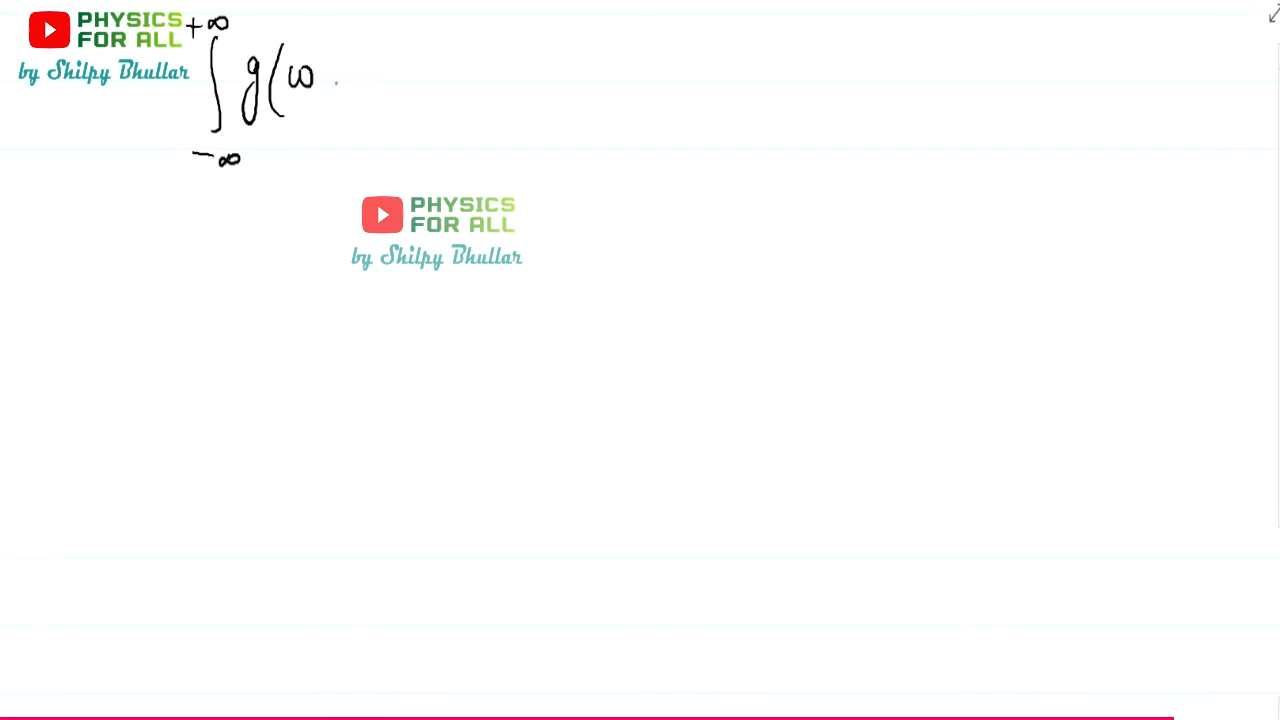 PHYSICS
FOR ALL
by Shilpy Bhullar
+∞
∫ g(ω
-∞
PHYSICS
FOR ALL
by Shilpy Bhullar